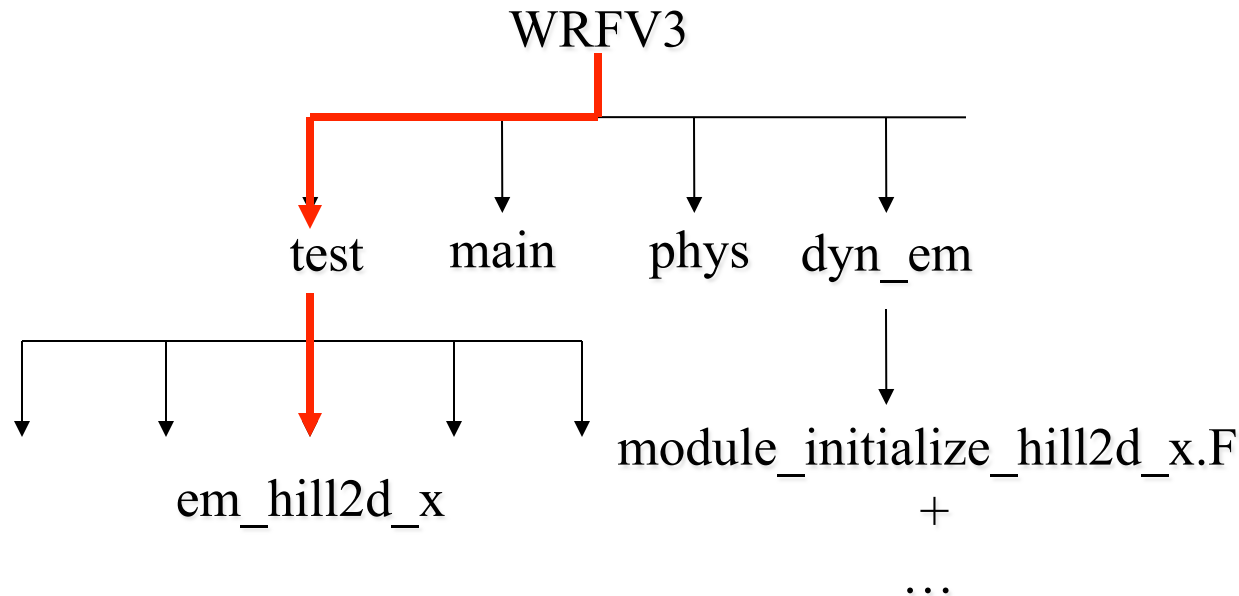 WRFV3
test main phys dyn_em
em_hill2d_x
module_initialize_hill2d_x.F
+
...